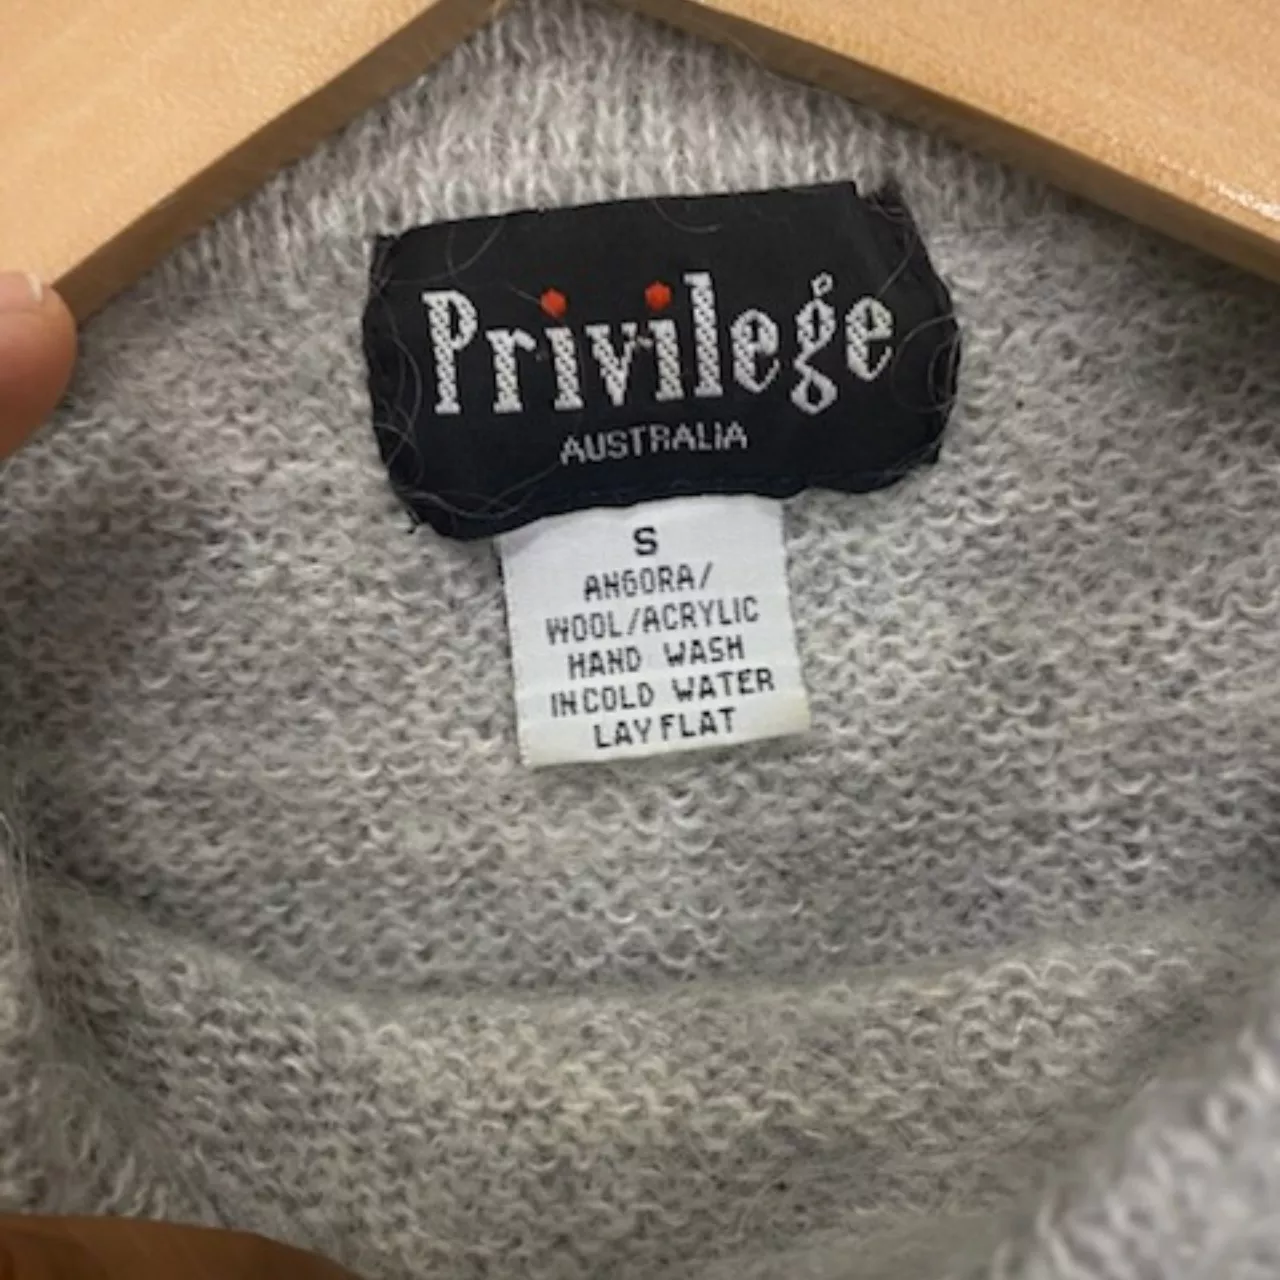 Privilege
AUSTRALIA
S
ANGORA/
WOOL/ACRYLIC
HAND WASH
IN COLD WATER
LAY FLAT